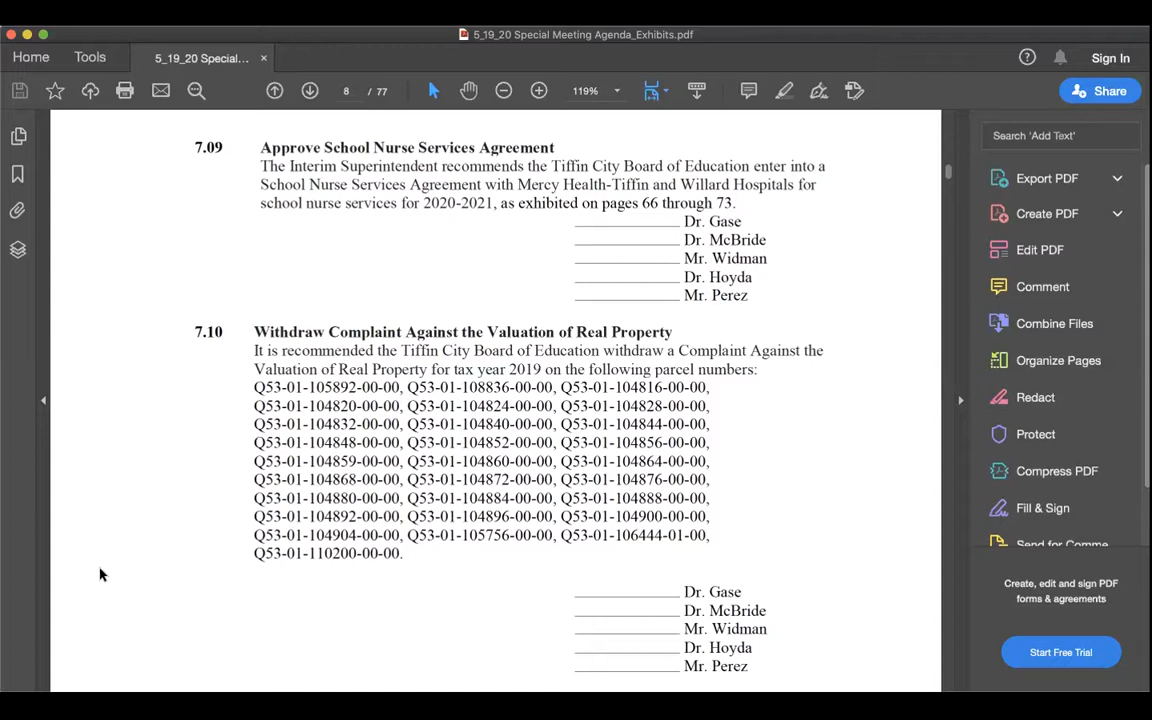 5_19_20 Special Meeting Agenda_Exhibits.pdf
Home
Tools
5_19_20 Special...
×
Sign In
8 / 77
119%
Share
7.09 Approve School Nurse Services Agreement
The Interim Superintendent recommends the Tiffin City Board of Education enter into a
School Nurse Services Agreement with Mercy Health-Tiffin and Willard Hospitals for
school nurse services for 2020-2021, as exhibited on pages 66 through 73.
__________ Dr. Gase
__________ Dr. McBride
__________ Mr. Widman
__________ Dr. Hoyda
__________ Mr. Perez
7.10 Withdraw Complaint Against the Valuation of Real Property
It is recommended the Tiffin City Board of Education withdraw a Complaint Against the
Valuation of Real Property for tax year 2019 on the following parcel numbers:
Q53-01-105892-00-00, Q53-01-108836-00-00, Q53-01-104816-00-00,
Q53-01-104820-00-00, Q53-01-104824-00-00, Q53-01-104828-00-00,
Q53-01-104832-00-00, Q53-01-104840-00-00, Q53-01-104844-00-00,
Q53-01-104848-00-00, Q53-01-104852-00-00, Q53-01-104856-00-00,
Q53-01-104859-00-00, Q53-01-104860-00-00, Q53-01-104864-00-00,
Q53-01-104868-00-00, Q53-01-104872-00-00, Q53-01-104876-00-00,
Q53-01-104880-00-00, Q53-01-104884-00-00, Q53-01-104888-00-00,
Q53-01-104892-00-00, Q53-01-104896-00-00, Q53-01-104900-00-00,
Q53-01-104904-00-00, Q53-01-105756-00-00, Q53-01-106444-01-00,
Q53-01-110200-00-00.
__________ Dr. Gase
__________ Dr. McBride
__________ Mr. Widman
__________ Dr. Hoyda
__________ Mr. Perez
Search 'Add Text'
Export PDF
Create PDF
Edit PDF
Comment
Combine Files
Organize Pages
Redact
Protect
Compress PDF
Fill & Sign
Send for Comme
Create, edit and sign PDF
forms & agreements
Start Free Trial